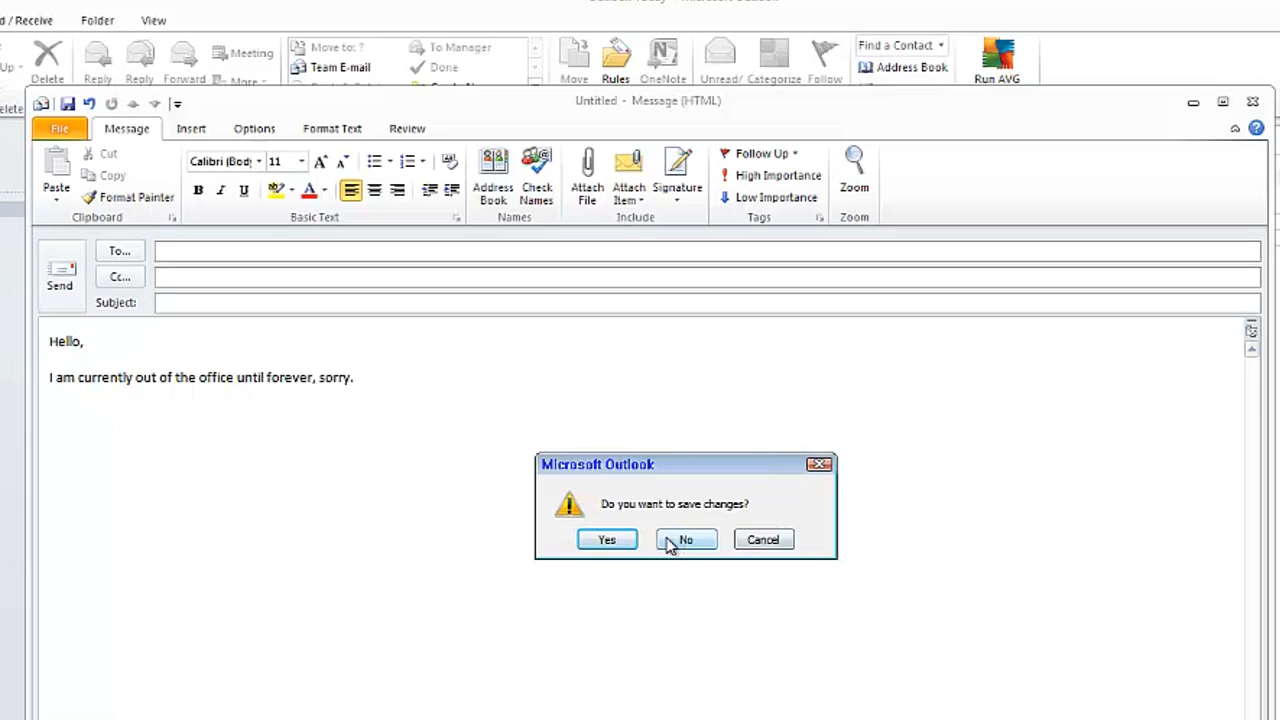 d / Receive Folder View
Up
Delete Reply Reply Forward Meeting More
Move to: ? To Manager
Team E-mail Done
Move Rules OneNote Unread/ Categorize Follow
Find a Contact
Address Book
Run AVG
elete
Untitled - Message (HTML)
File Message Insert Options Format Text Review
Paste Cut
Copy
Format Painter
Clipboard
Calibri (Body 11
B I U A
Basic Text
Address Book Check Names
Names
Attach File Attach Item Signature
Include
Follow Up
High Importance
Low Importance
Tags
Zoom
Zoom
Send
To...
Cc...
Subject:
Hello,
I am currently out of the office until forever, sorry.
Microsoft Outlook
Do you want to save changes?
Yes No Cancel